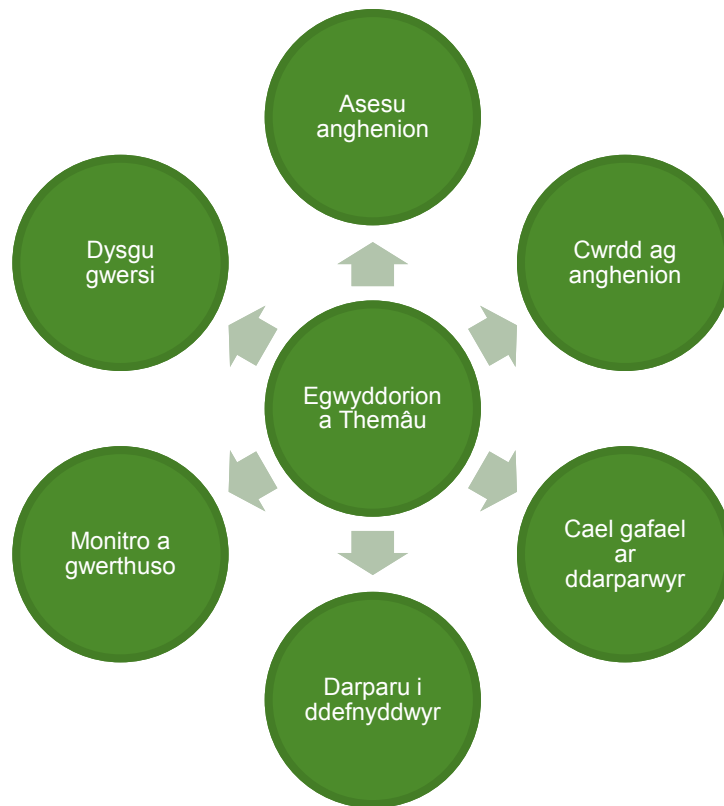 Asesu
anghenion
Dysgu
gwersi
Cwrdd ag
anghenion
Egwyddorion
a Themâu
Monitro a
gwerthuso
Cael gafael
ar
ddarparwyr
Darparu i
ddefnyddwyr